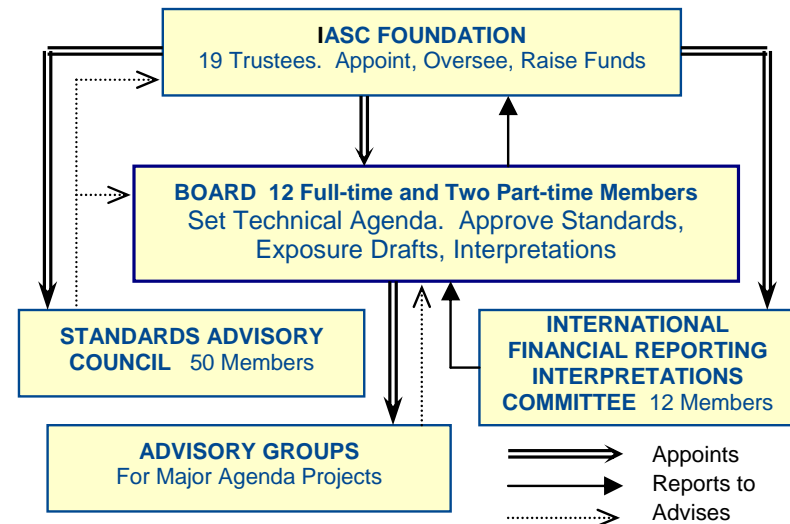 IASC FOUNDATION
19 Trustees. Appoint, Oversee, Raise Funds
BOARD 12 Full-time and Two Part-time Members
Set Technical Agenda. Approve Standards,
Exposure Drafts, Interpretations
STANDARDS ADVISORY
COUNCIL 50 Members
INTERNATIONAL
FINANCIAL REPORTING
INTERPRETATIONS
COMMITTEE 12 Members
ADVISORY GROUPS
For Major Agenda Projects
Appoints
Reports to
Advises